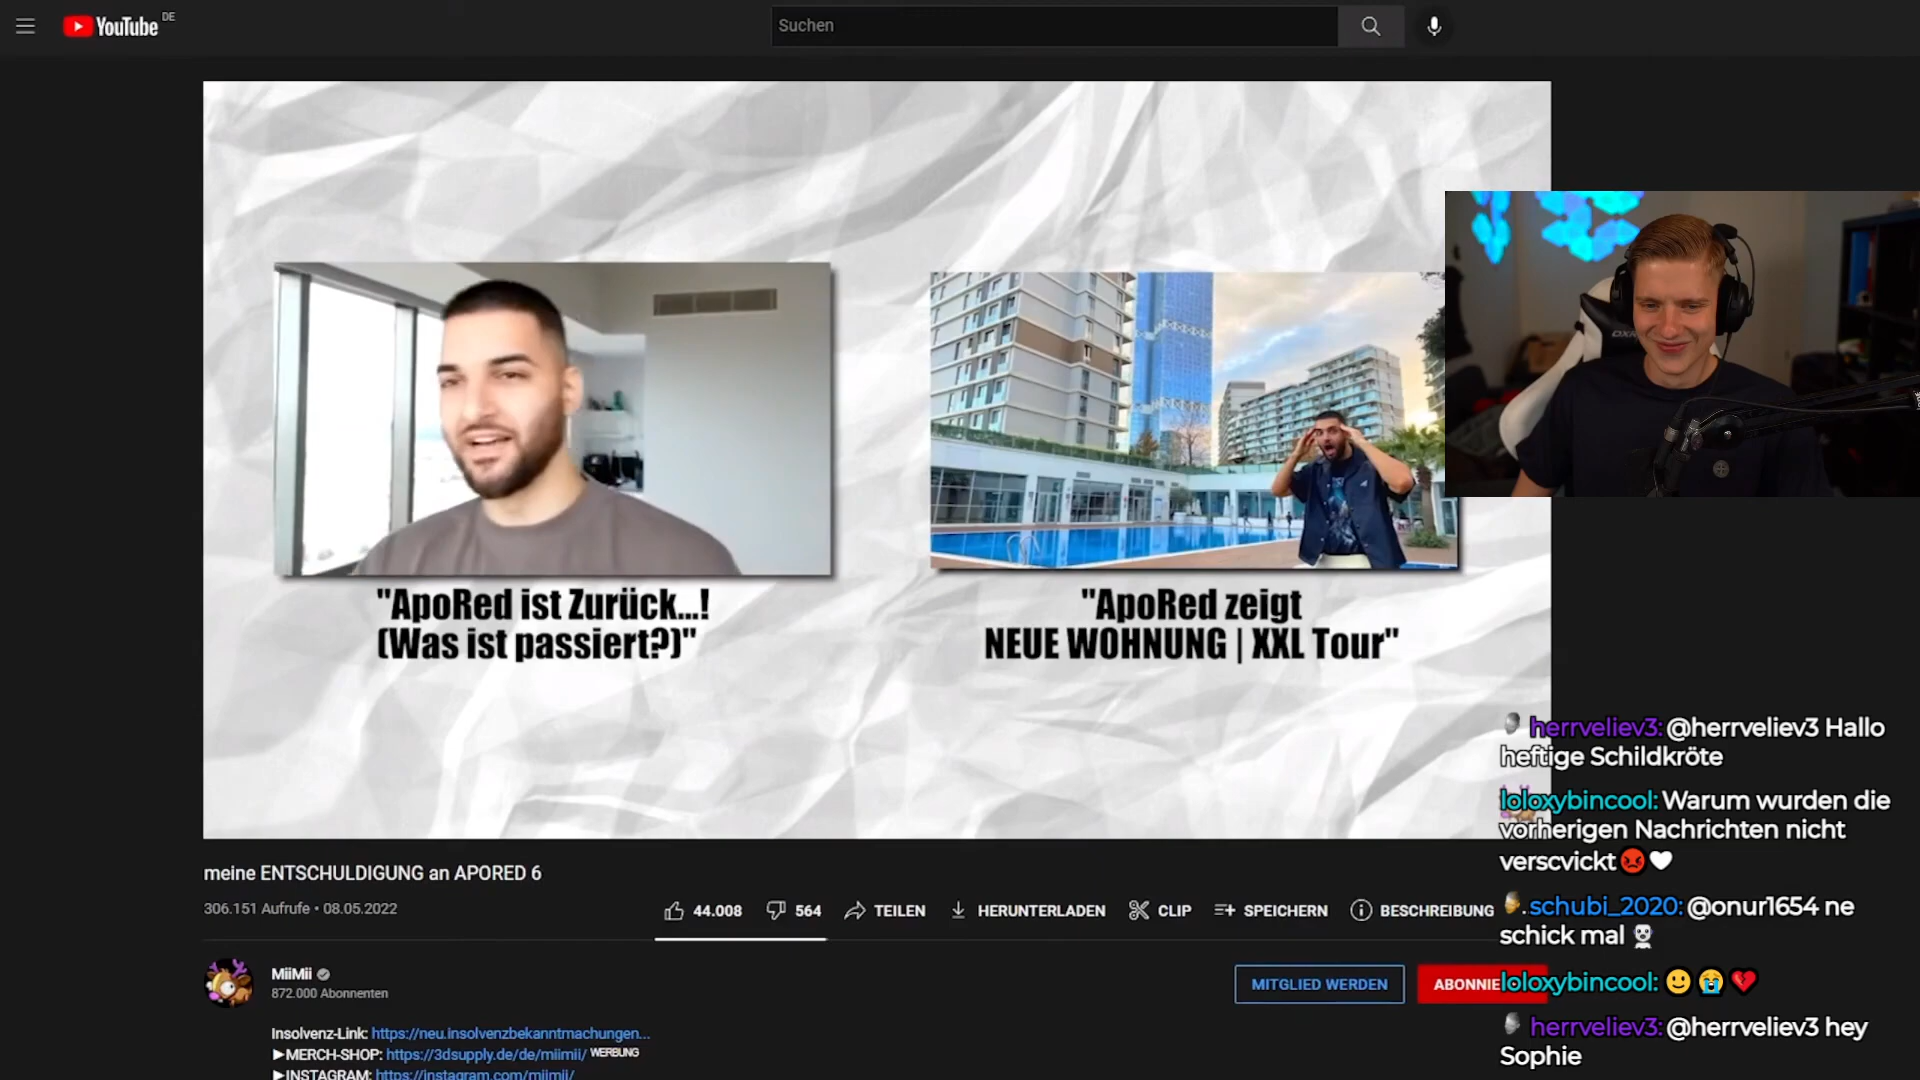 YouTube DE
Suchen
"ApoRed ist Zurück...!
(Was ist passiert?)"
"ApoRed zeigt
NEUE WOHNUNG | XXL Tour"
meine ENTSCHULDIGUNG an APORED 6
306.151 Aufrufe • 08.05.2022
44.008
564
TEILEN
HERUNTERLADEN
CLIP
SPEICHERN
BESCHREIBUNG
MiiMii
872.000 Abonnenten
MITGLIED WERDEN
ABONNIE
Insolvenz-Link: https://neu.insolvenzbekanntmachungen...
►MERCH-SHOP: https://3dsupply.de/de/miimii/ WERBUNG
►INSTAGRAM: https://instagram.com/miimii/
herrveliev3: @herrveliev3 Hallo
heftige Schildkröte
loloxybincool: Warum wurden die
vorherigen Nachrichten nicht
verscvickt😡🤍
schubi_2020: @onur1654 ne
schick mal 💀
loloxybincool: 🙂 😭 💔
herrveliev3: @herrveliev3 hey
Sophie